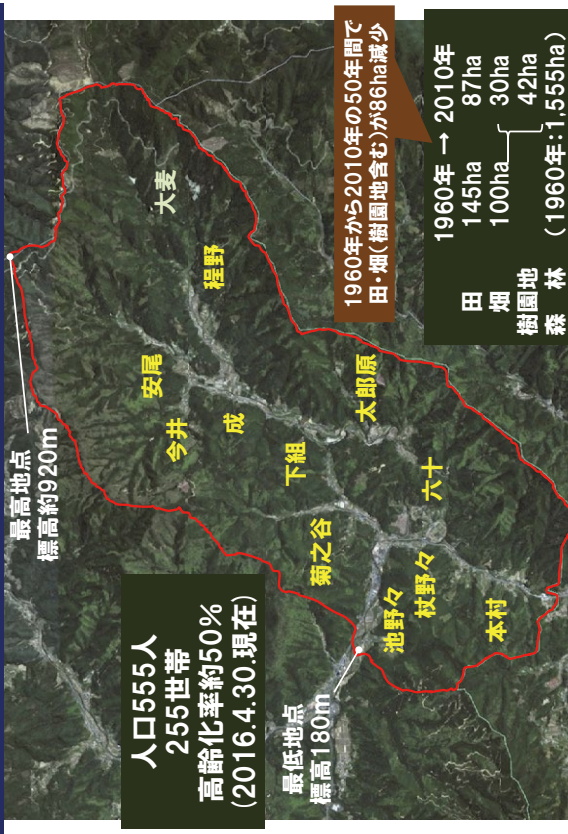 最高地点
標高約920m
人口555人
255世帯
高齢化率約50%
(2016.4.30.現在)
最低地点
標高180m
大麦
程野
安尾
今井
成
太郎原
下組
六十
菊之谷
池野々
杖野々
本村
1960年から2010年の50年間で
田・畑(樹園地含む)が86ha減少
1960年 → 2010年
田 145ha 87ha
畑 100ha 30ha
樹園地 42ha
森 林 (1960年:1,555ha)